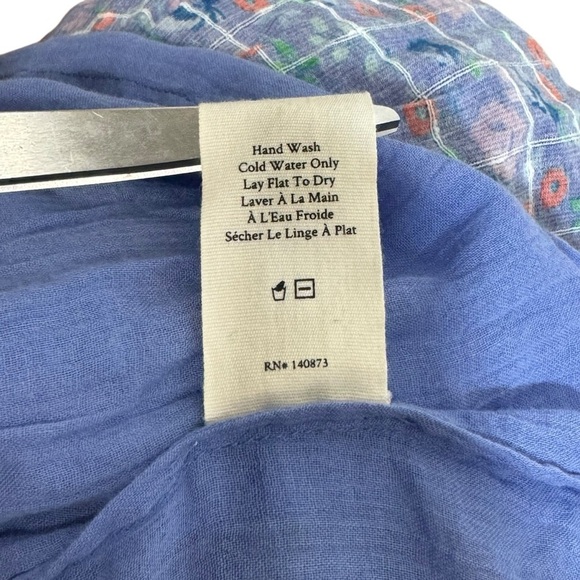 Hand Wash
Cold Water Only
Lay Flat To Dry
Laver À La Main
À L'Eau Froide
Sécher Le Linge À Plat
RN# 140873